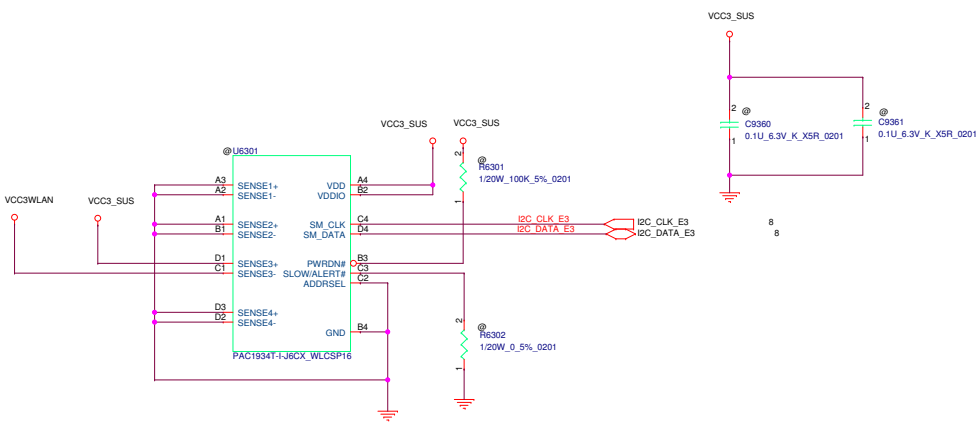 VCC3_SUS
2
@
C9360
0.1U_6.3V_K_X5R_0201
1
2
@
C9361
0.1U_6.3V_K_X5R_0201
1
VCC3_SUS
VCC3_SUS
@U6301
2
@
R6301
1/20W_100K_5%_0201
1
VCC3WLAN
VCC3_SUS
A3 SENSE1+ VDD A4
A2 SENSE1- VDDIO B2
A1 SENSE2+ SM_CLK C4 I2C_CLK_E3 I2C_CLK_E3 8
B1 SENSE2- SM_DATA D4 I2C_DATA_E3 I2C_DATA_E3 8
D1 SENSE3+ PWRDN# B3
C1 SENSE3- SLOW/ALERT# C3
ADDRSEL C2
D3 SENSE4+
D2 SENSE4-
GND B4
PAC1934T-I-J6CX_WLCSP16
2
@
R6302
1/20W_0_5%_0201
1